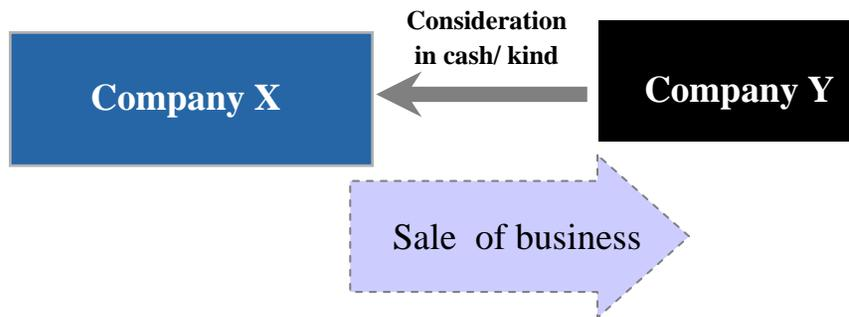 Consideration
in cash/ kind
Company X
Company Y
Sale  of business